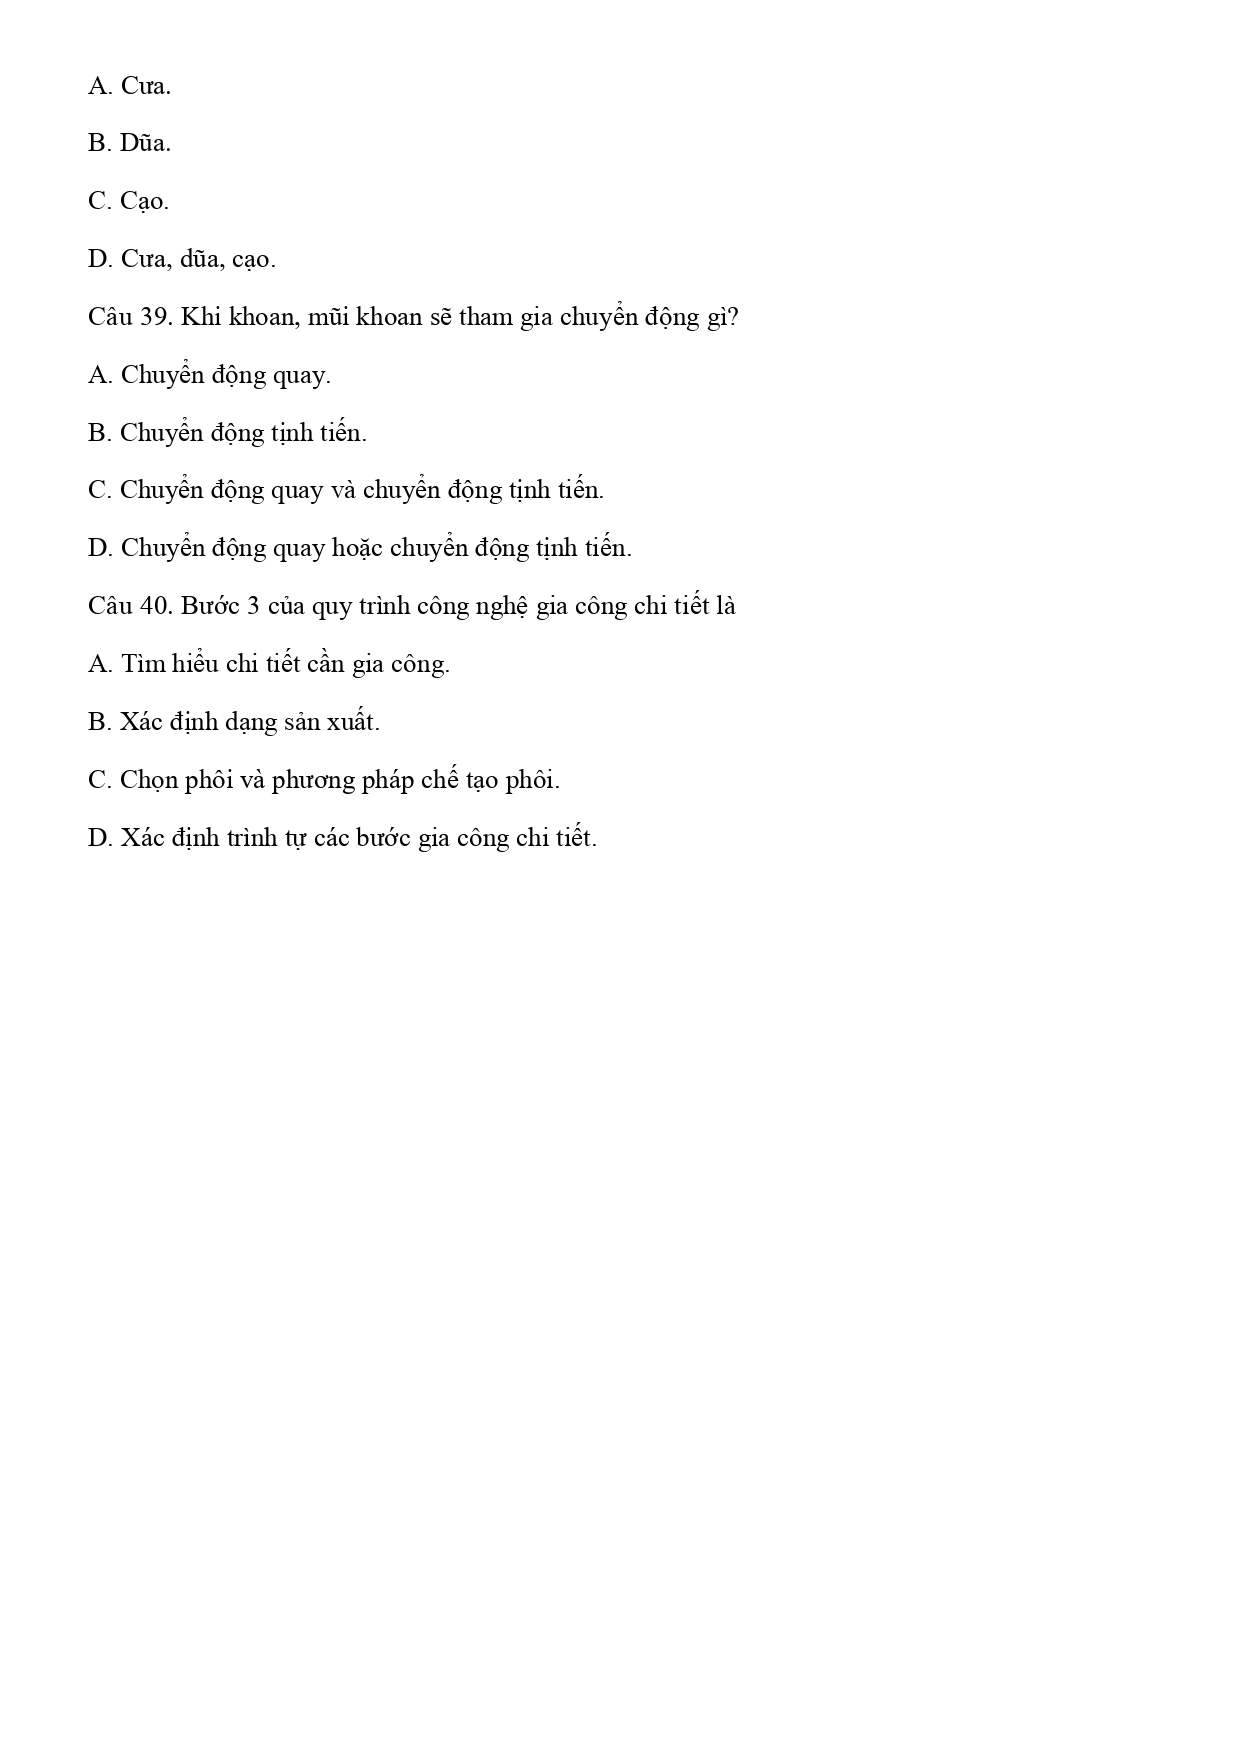 A. Cưa.
B. Dũa.
C. Cạo.
D. Cưa, dũa, cạo.
Câu 39. Khi khoan, mũi khoan sẽ tham gia chuyển động gì?
A. Chuyển động quay.
B. Chuyển động tịnh tiến.
C. Chuyển động quay và chuyển động tịnh tiến.
D. Chuyển động quay hoặc chuyển động tịnh tiến.
Câu 40. Bước 3 của quy trình công nghệ gia công chi tiết là
A. Tìm hiểu chi tiết cần gia công.
B. Xác định dạng sản xuất.
C. Chọn phôi và phương pháp chế tạo phôi.
D. Xác định trình tự các bước gia công chi tiết.